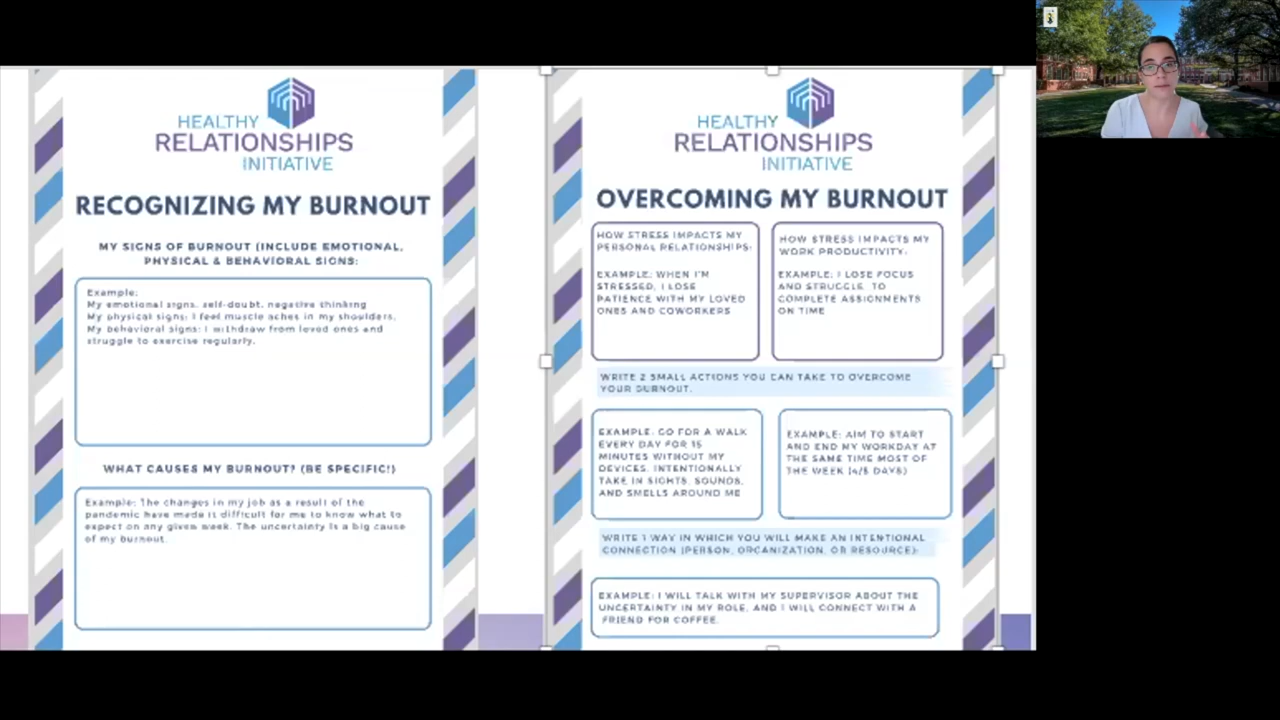 HEALTHY
RELATIONSHIPS
INITIATIVE
RECOGNIZING MY BURNOUT
MY SIGNS OF BURNOUT (INCLUDE EMOTIONAL,
PHYSICAL & BEHAVIORAL SIGNS:
Example:
My emotional signs: self-doubt, negative thinking
My physical signs: I feel muscle aches in my shoulders.
My behavioral signs: I withdraw from loved ones and
struggle to exercise regularly.
WHAT CAUSES MY BURNOUT? (BE SPECIFIC!)
Example: The changes in my job as a result of the
pandemic have made it difficult for me to know what to
expect on any given week. The uncertainty is a big cause
of my burnout.
HEALTHY
RELATIONSHIPS
INITIATIVE
OVERCOMING MY BURNOUT
HOW STRESS IMPACTS MY
PERSONAL RELATIONSHIPS:
EXAMPLE: WHEN I'M
STRESSED, I LOSE
PATIENCE WITH MY LOVED
ONES AND COWORKERS
HOW STRESS IMPACTS MY
WORK PRODUCTIVITY:
EXAMPLE: I LOSE FOCUS
AND STRUGGLE TO
COMPLETE ASSIGNMENTS
ON TIME
WRITE 2 SMALL ACTIONS YOU CAN TAKE TO OVERCOME
YOUR BURNOUT.
EXAMPLE: GO FOR A WALK
EVERY DAY FOR 15
MINUTES WITHOUT MY
DEVICES. INTENTIONALLY
TAKE IN SIGHTS, SOUNDS,
AND SMELLS AROUND ME
EXAMPLE: AIM TO START
AND END MY WORKDAY AT
THE SAME TIME MOST OF
THE WEEK (4/5 DAYS)
WRITE 1 WAY IN WHICH YOU WILL MAKE AN INTENTIONAL
CONNECTION (PERSON, ORGANIZATION, OR RESOURCE):
EXAMPLE: I WILL TALK WITH MY SUPERVISOR ABOUT THE
UNCERTAINTY IN MY ROLE, AND I WILL CONNECT WITH A
FRIEND FOR COFFEE.